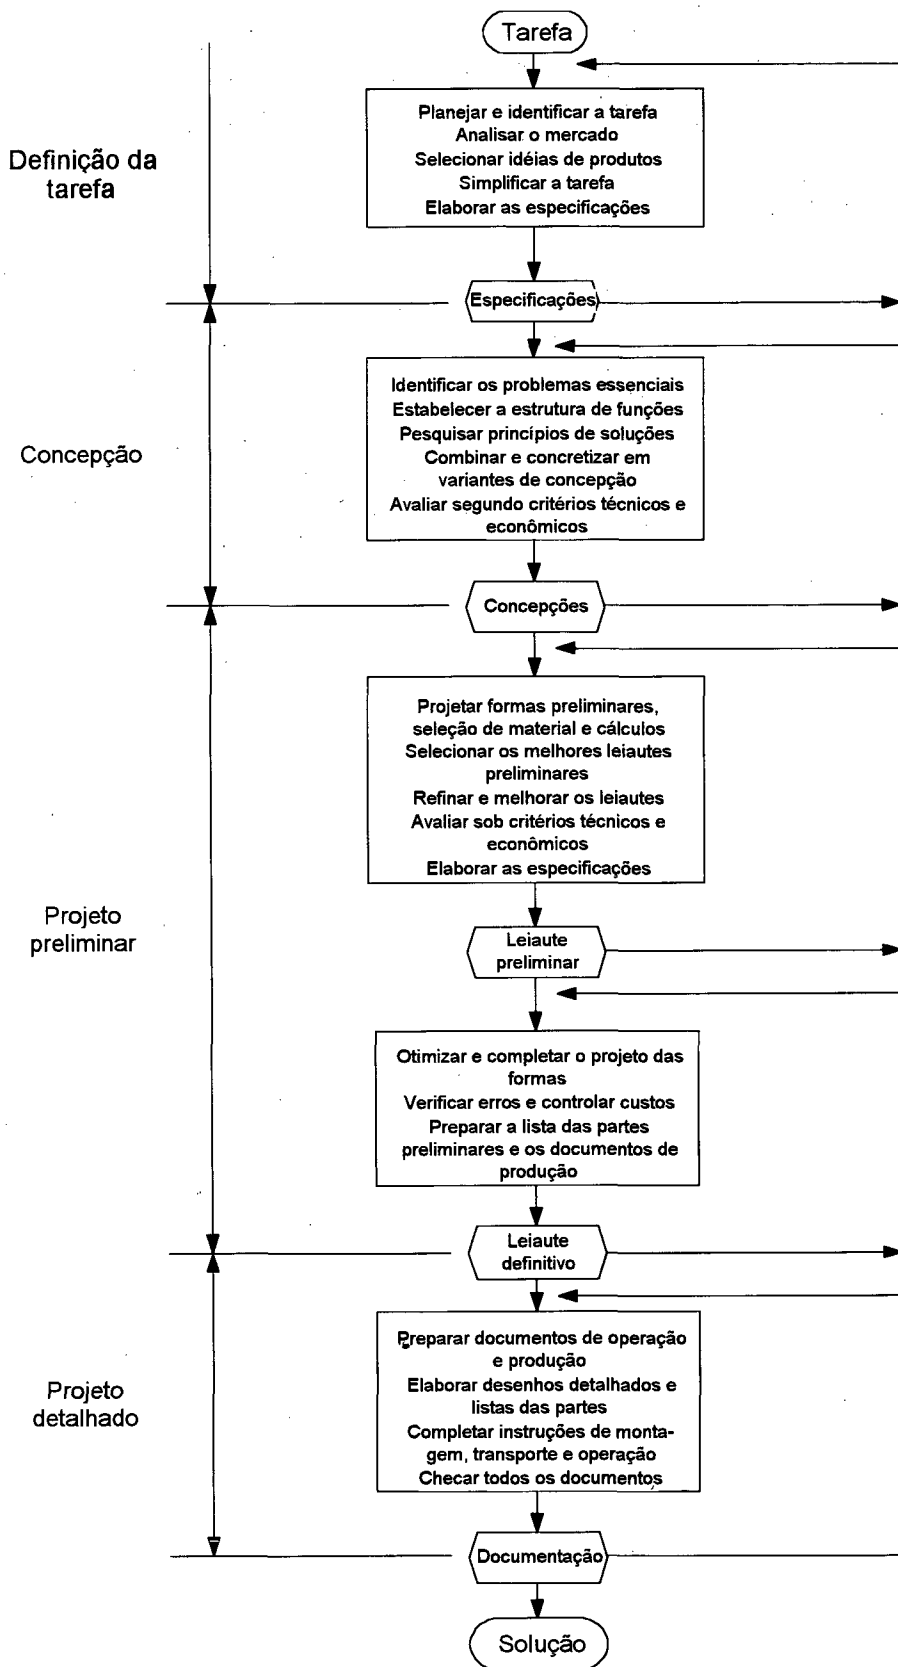 Tarefa
Planejar e identificar a tarefa
Analisar o mercado
Selecionar idéias de produtos
Simplificar a tarefa
Elaborar as especificações
Definição da
tarefa
Especificações
Identificar os problemas essenciais
Estabelecer a estrutura de funções
Pesquisar princípios de soluções
Combinar e concretizar em
variantes de concepção
Avaliar segundo critérios técnicos e
econômicos
Concepção
Concepções
Projetar formas preliminares,
seleção de material e cálculos
Selecionar os melhores leiautes
preliminares
Refinar e melhorar os leiautes
Avaliar sob critérios técnicos e
econômicos
Elaborar as especificações
Projeto
preliminar
Leiaute
preliminar
Otimizar e completar o projeto das
formas
Verificar erros e controlar custos
Preparar a lista das partes
preliminares e os documentos de
produção
Leiaute
definitivo
Preparar documentos de operação
e produção
Elaborar desenhos detalhados e
listas das partes
Completar instruções de monta-
gem, transporte e operação
Checar todos os documentos
Projeto
detalhado
Documentação
Solução